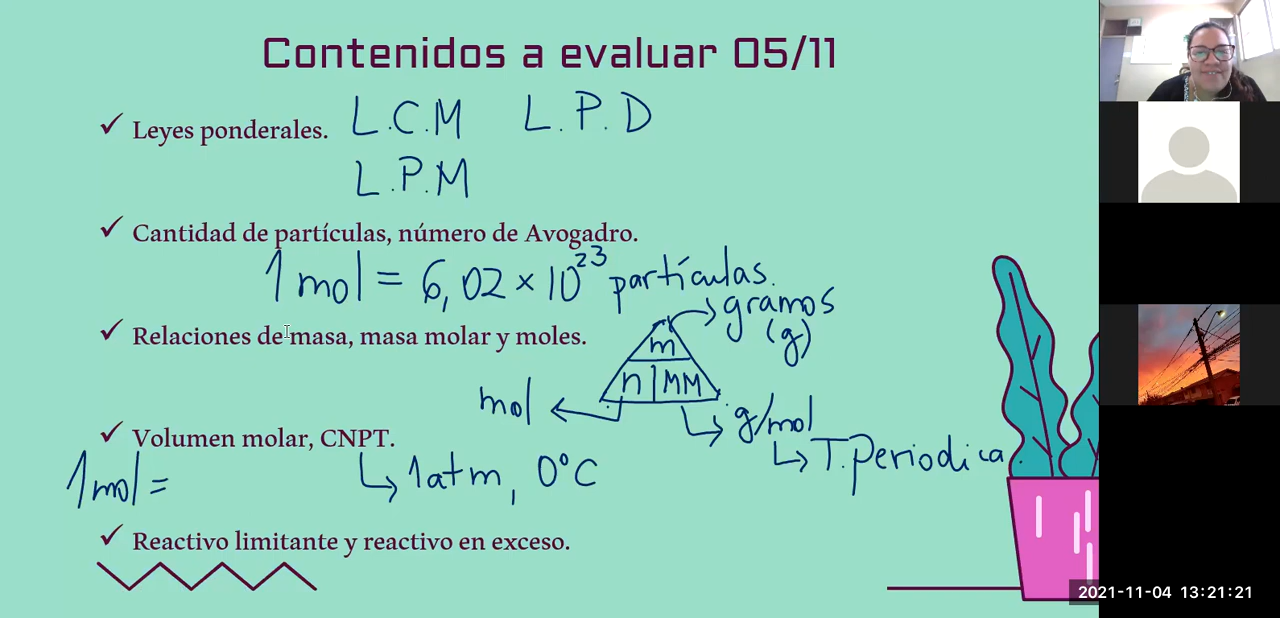 Contenidos a evaluar 05/11
✓ Leyes ponderales. L.C.M L.P.D
L.P.M
✓ Cantidad de partículas, número de Avogadro.
1 mol = 6,02 × 10²³ partículas.
gramos
✓ Relaciones de masa, masa molar y moles. m (g)
n | MM
mol
g/mol
✓ Volumen molar, CNPT.
T. Periodica.
1 mol = 1 atm, 0°C
✓ Reactivo limitante y reactivo en exceso.
2021-11-04 13:21:21